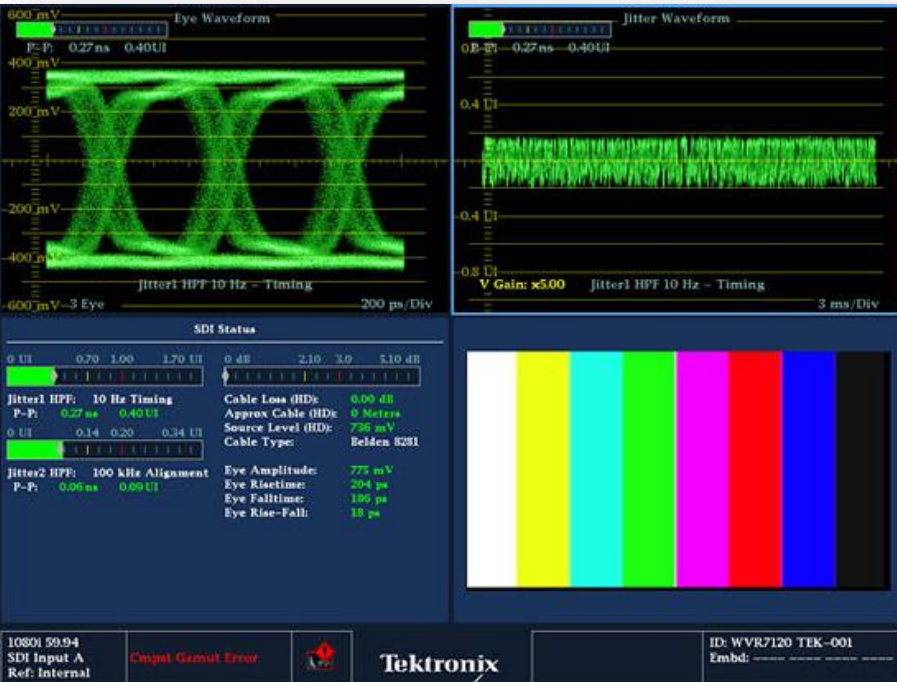 600 mV
Eye Waveform
P-P: 0.27 ns 0.40 UI
400 mV
200 mV
-200 mV
-400 mV
Jitter1 HPF 10 Hz - Timing
-600 mV 3 Eye 200 ps/Div
Jitter Waveform
P-P: 0.27 ns 0.40 UI
0.4 UI
-0.4 UI
-0.8 UI
V Gain: x5.00 Jitter1 HPF 10 Hz - Timing
3 ms/Div
SDI Status
0 UI 0.70 1.00 1.70 UI
Jitter1 HPF: 10 Hz Timing
P-P: 0.27 ns 0.40 UI
0 UI 0.14 0.20 0.34 UI
Jitter2 HPF: 100 kHz Alignment
P-P: 0.06 ns 0.09 UI
0 dB 2.10 3.0 5.10 dB
Cable Loss (HD): 0.00 dB
Approx Cable (HD): 0 Meters
Source Level (HD): 736 mV
Cable Type: Belden 8281
Eye Amplitude: 775 mV
Eye Risetime: 204 ps
Eye Falltime: 186 ps
Eye Rise-Fall: 18 ps
1080i 59.94
SDI Input A
Ref: Internal
Cmpst Gamut Error
Tektronix
ID: WVR7120 TEK-001
Embd: ---- ---- ---- ----